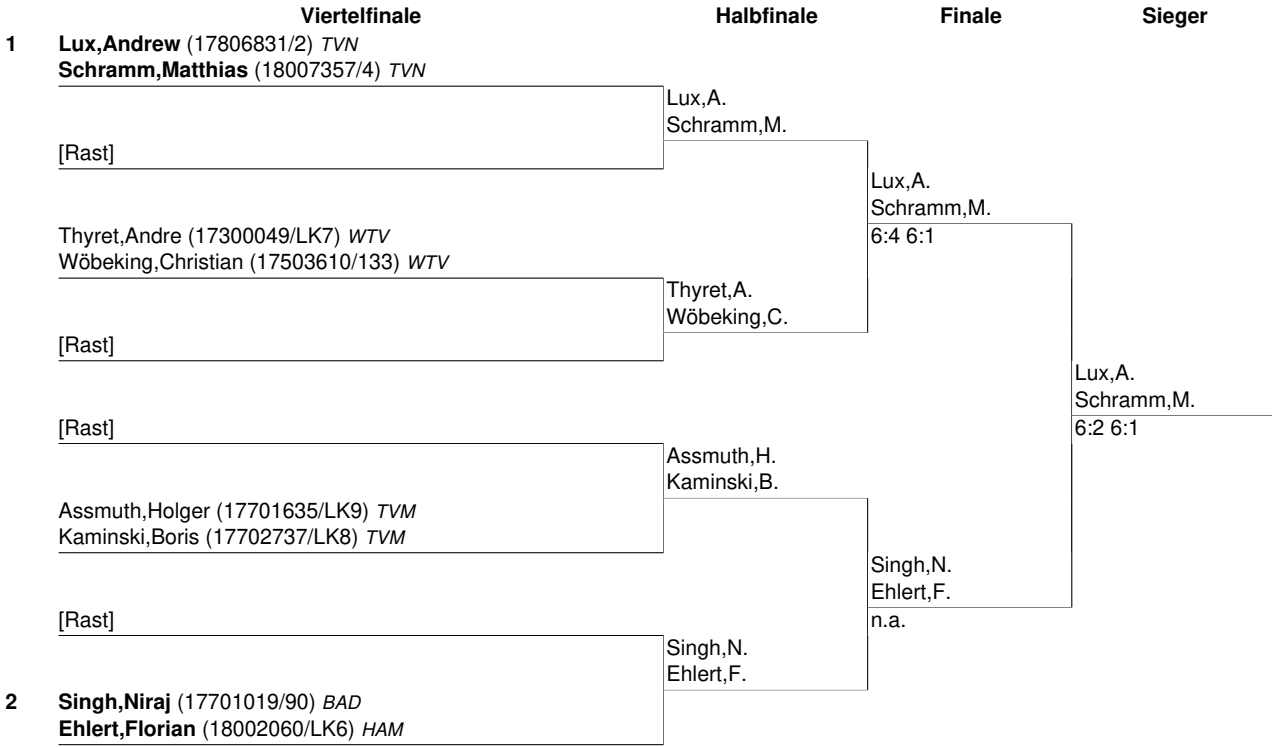 Viertelfinale Halbfinale Finale Sieger
1 Lux,Andrew (17806831/2) TVN
Schramm,Matthias (18007357/4) TVN
Lux,A.
Schramm,M.
[Rast]
Lux,A.
Schramm,M.
6:4 6:1
Thyret,Andre (17300049/LK7) WTV
Wöbeking,Christian (17503610/133) WTV
Thyret,A.
Wöbeking,C.
[Rast]
Lux,A.
Schramm,M.
6:2 6:1
[Rast]
Assmuth,H.
Kaminski,B.
Assmuth,Holger (17701635/LK9) TVM
Kaminski,Boris (17702737/LK8) TVM
Singh,N.
Ehlert,F.
n.a.
[Rast]
Singh,N.
Ehlert,F.
2 Singh,Niraj (17701019/90) BAD
Ehlert,Florian (18002060/LK6) HAM